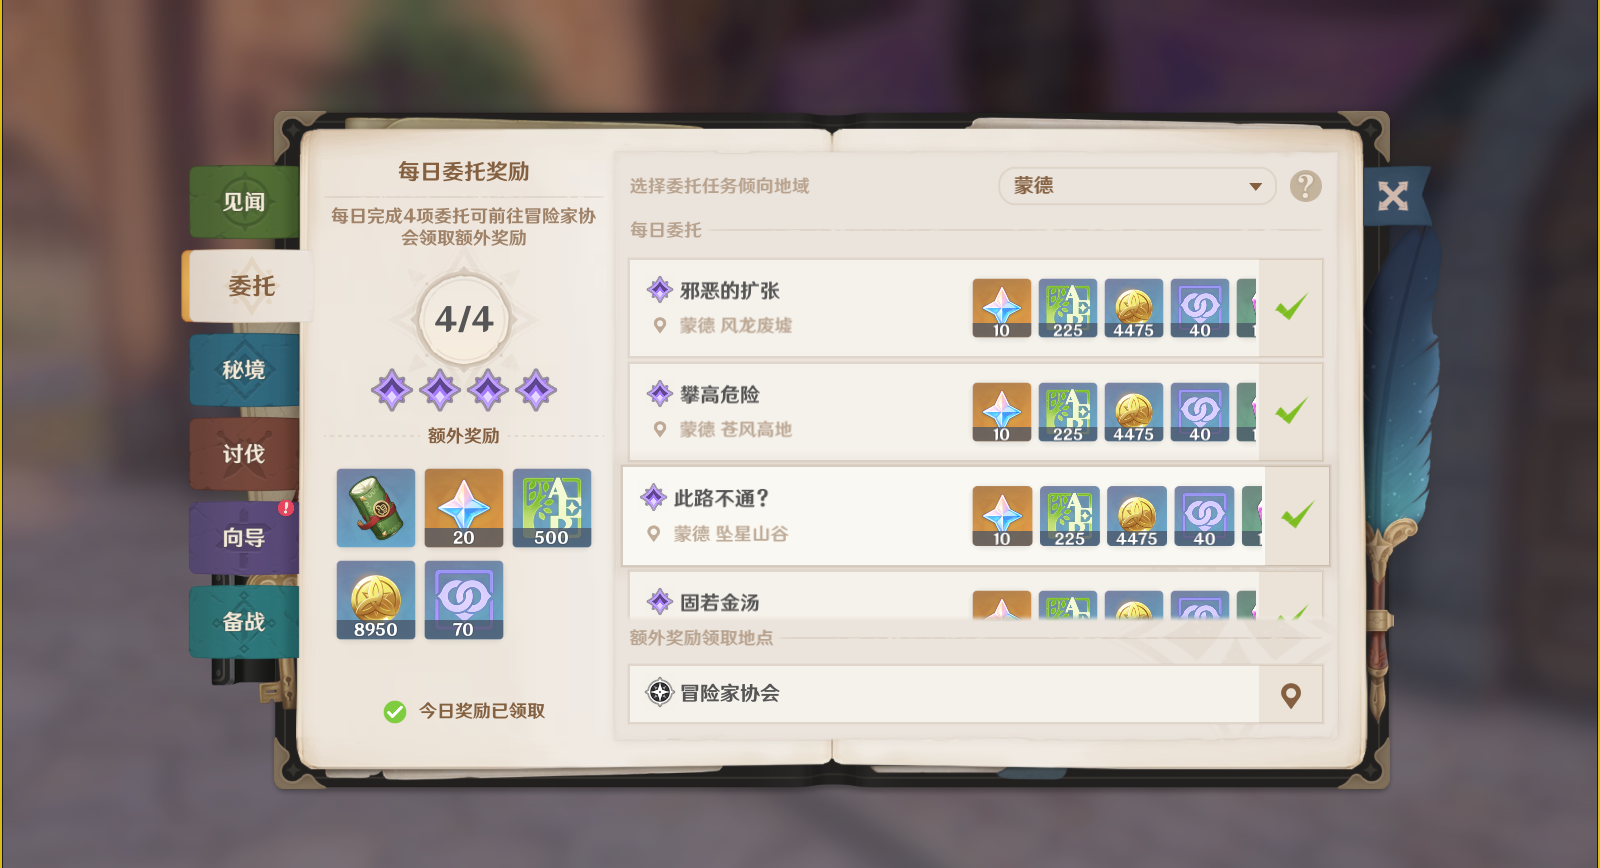 见闻
委托
秘境
讨伐
向导
备战
每日委托奖励
每日完成4项委托可前往冒险家协
会领取额外奖励
4/4
额外奖励
20
500
8950
70
今日奖励已领取
选择委托任务倾向地域
蒙德
?
每日委托
邪恶的扩张
蒙德 风龙废墟
10
225
4475
40
攀高危险
蒙德 苍风高地
10
225
4475
40
此路不通?
蒙德 坠星山谷
10
225
4475
40
固若金汤
额外奖励领取地点
冒险家协会